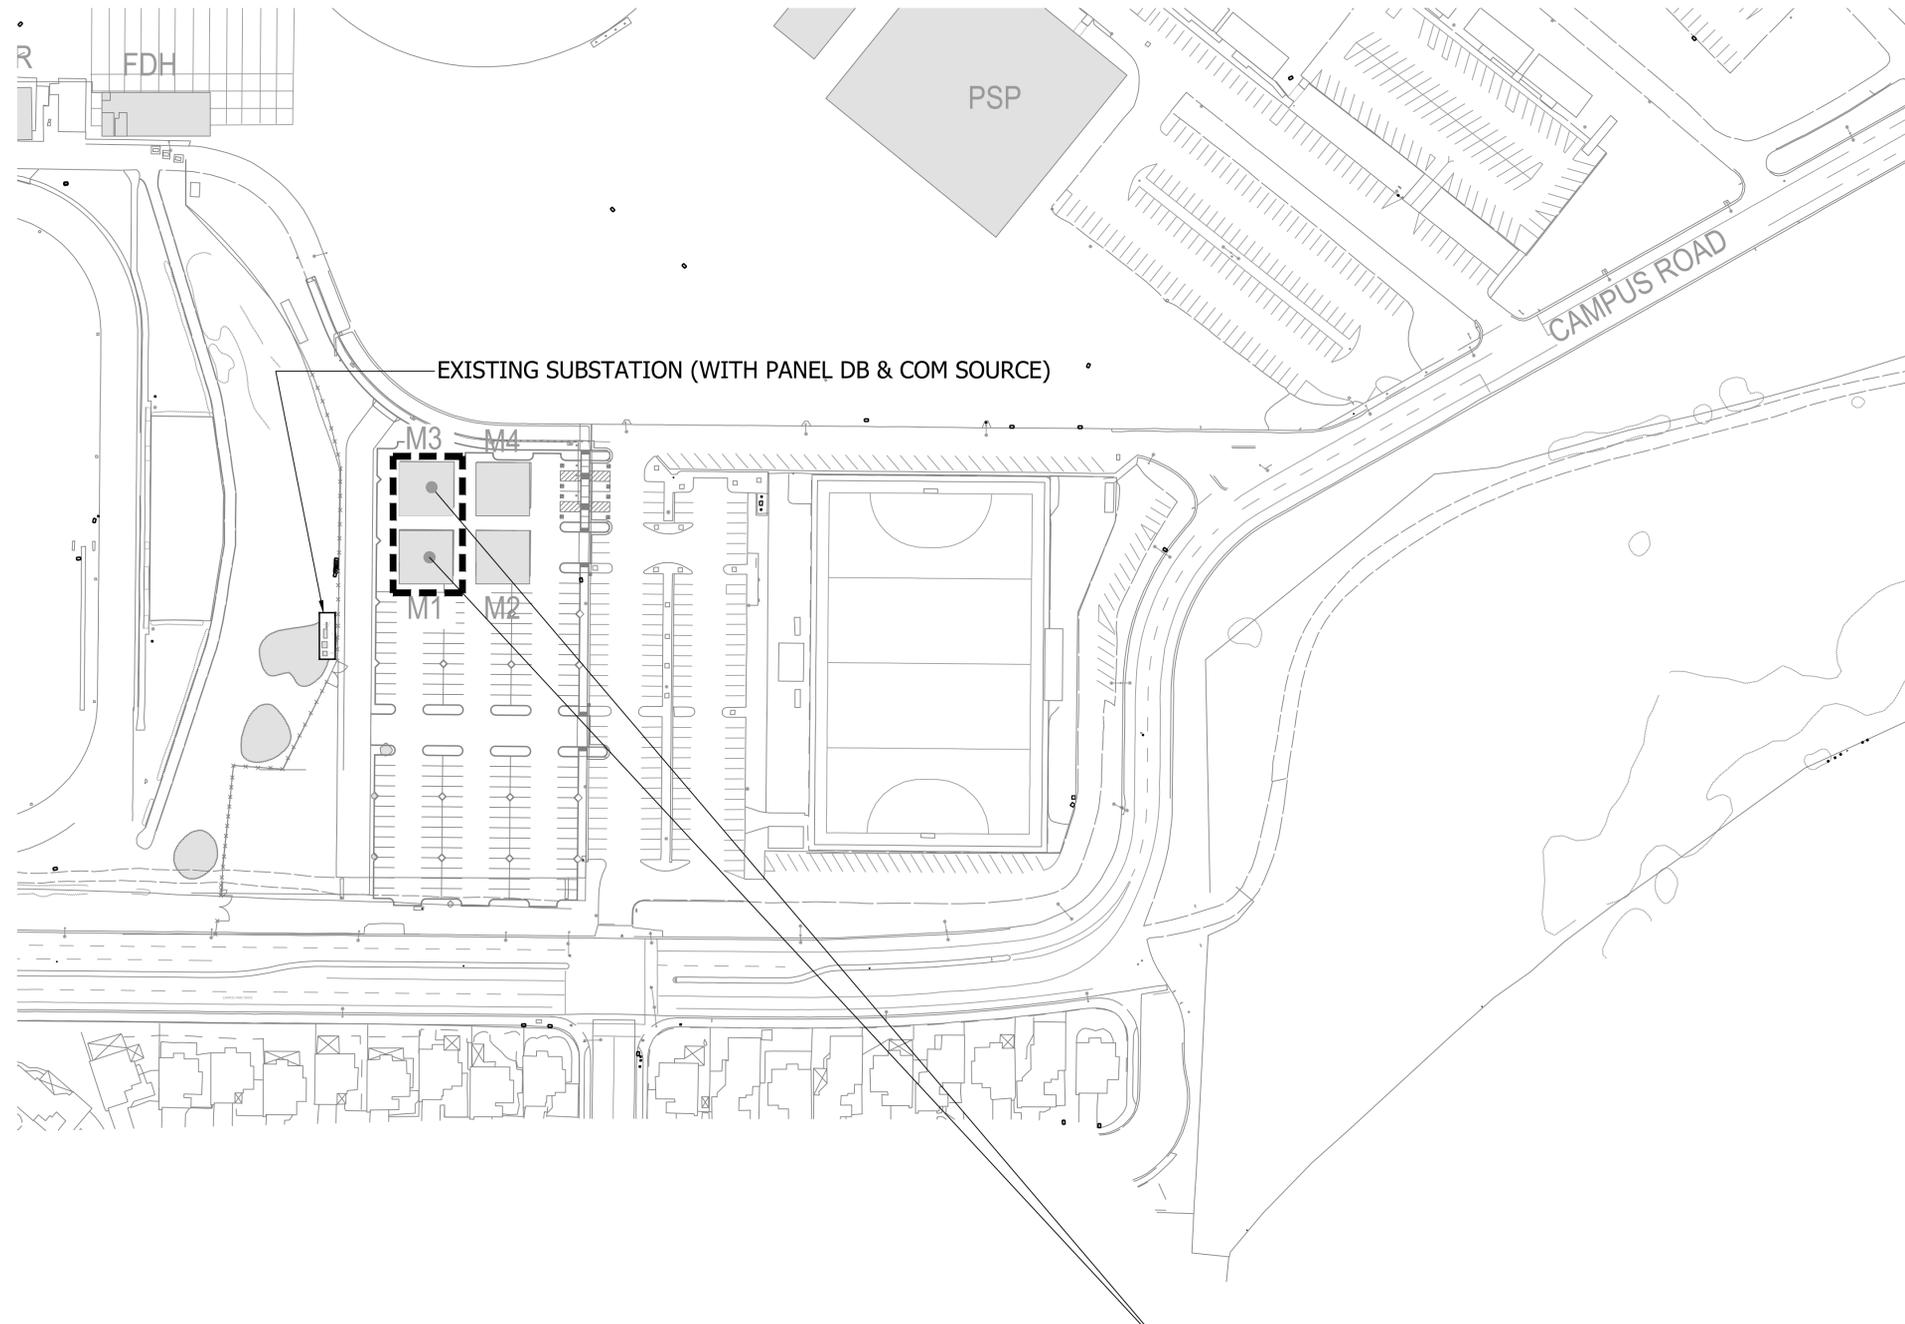 R
FDH
PSP
CAMPUS ROAD
EXISTING SUBSTATION (WITH PANEL DB & COM SOURCE)
M3
M4
M1
M2